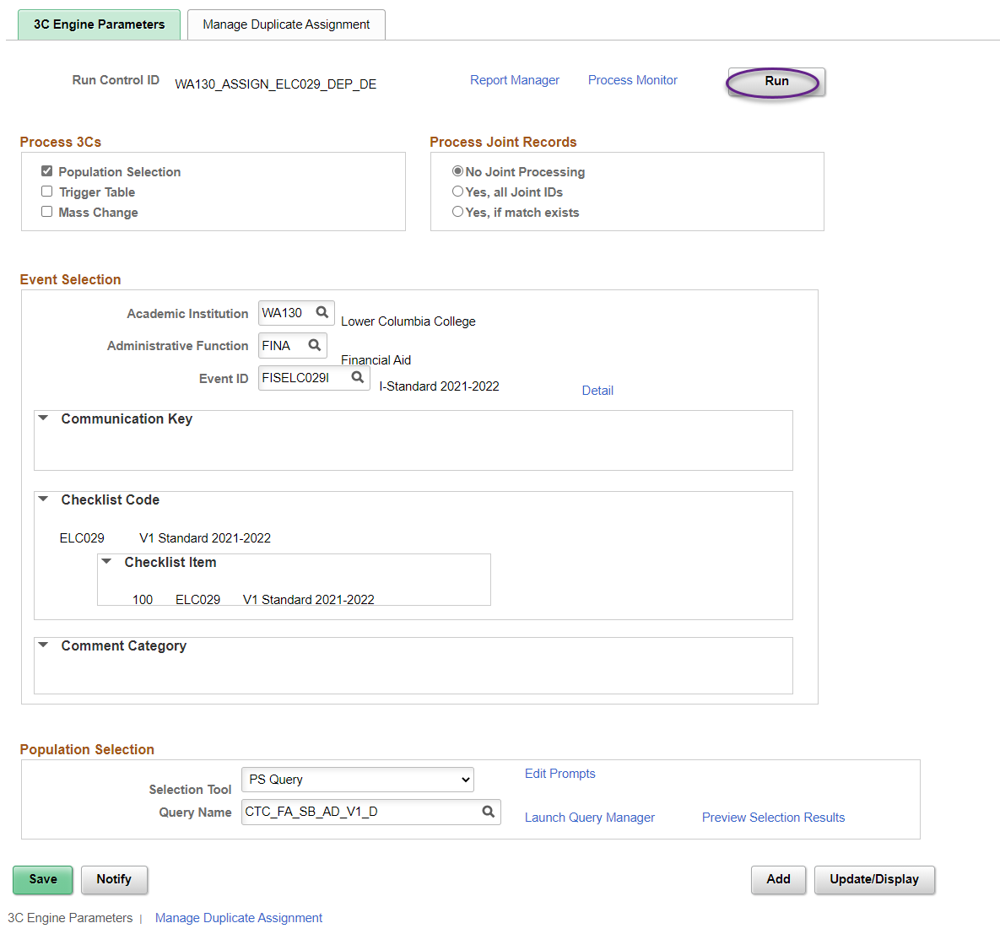 3C Engine Parameters
Manage Duplicate Assignment
Run Control ID WA130_ASSIGN_ELC029_DEP_DE Report Manager Process Monitor Run
Process 3Cs
Population Selection
Trigger Table
Mass Change
Process Joint Records
No Joint Processing
Yes, all Joint IDs
Yes, if match exists
Event Selection
Academic Institution WA130 Lower Columbia College
Administrative Function FINA Financial Aid
Event ID FISELC029I I-Standard 2021-2022 Detail
Communication Key
Checklist Code
ELC029 V1 Standard 2021-2022
Checklist Item
100 ELC029 V1 Standard 2021-2022
Comment Category
Population Selection
Selection Tool PS Query Edit Prompts
Query Name CTC_FA_SB_AD_V1_D Launch Query Manager Preview Selection Results
Save Notify Add Update/Display
3C Engine Parameters | Manage Duplicate Assignment